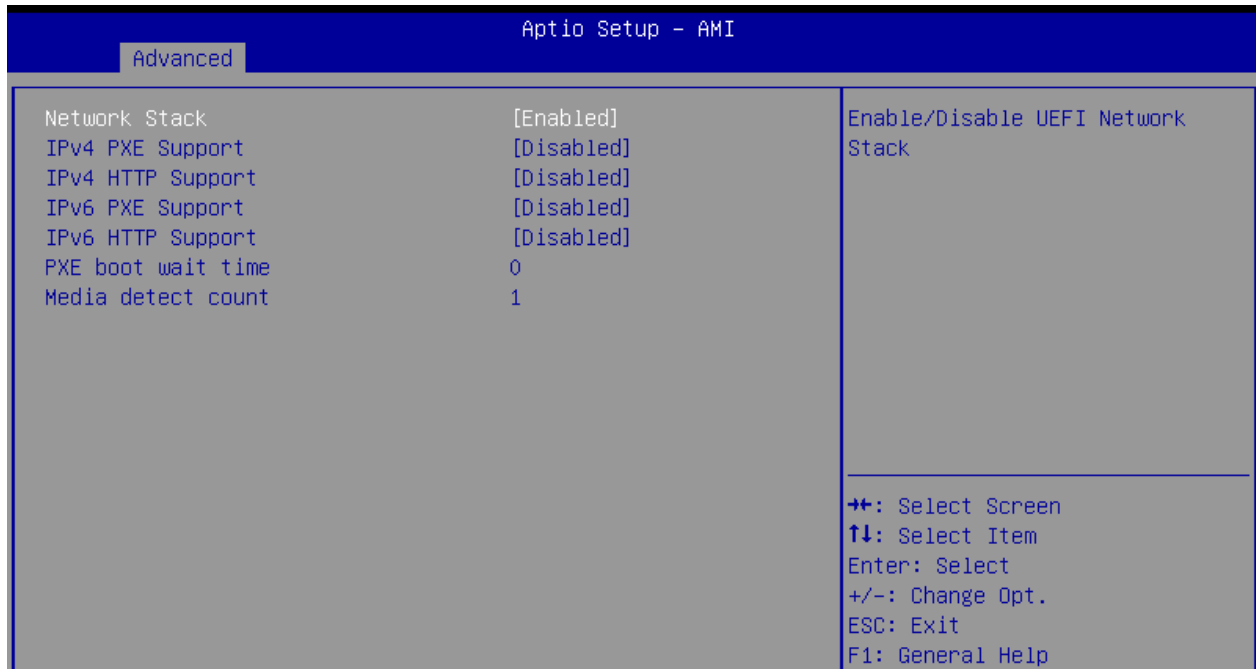 Aptio Setup - AMI
Advanced
Network Stack [Enabled]
IPv4 PXE Support [Disabled]
IPv4 HTTP Support [Disabled]
IPv6 PXE Support [Disabled]
IPv6 HTTP Support [Disabled]
PXE boot wait time 0
Media detect count 1
Enable/Disable UEFI Network
Stack
→←: Select Screen
↑↓: Select Item
Enter: Select
+/-: Change Opt.
ESC: Exit
F1: General Help